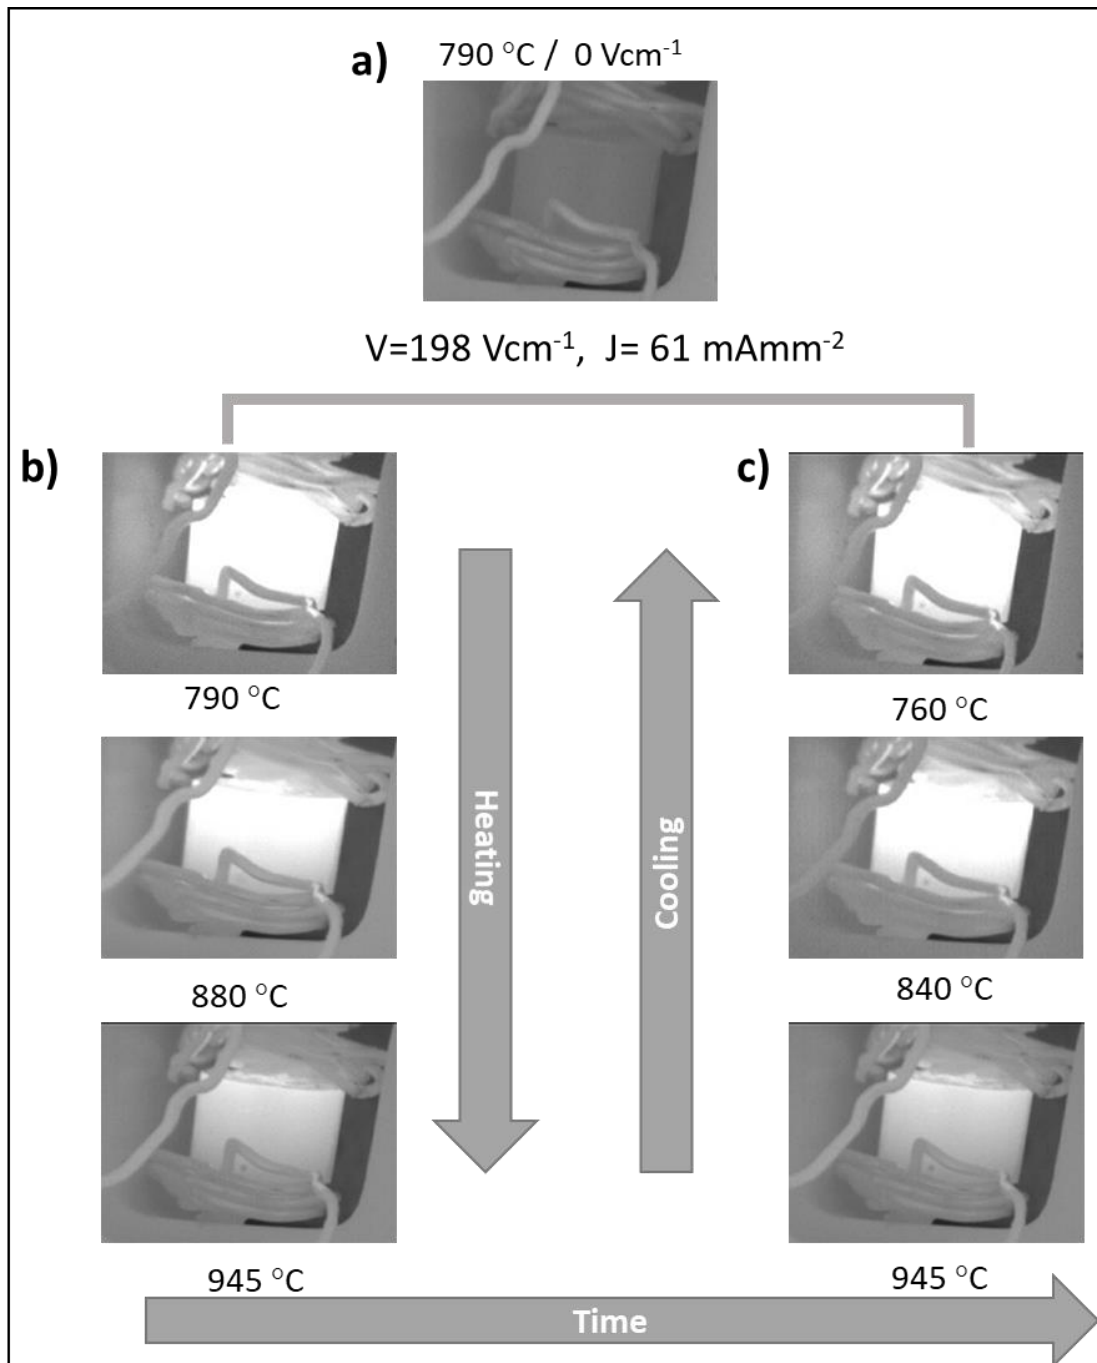 a)
790 °C / 0 Vcm⁻¹
V=198 Vcm⁻¹, J= 61 mAmm⁻²
b)
790 °C
880 °C
945 °C
Heating
Cooling
c)
760 °C
840 °C
945 °C
Time